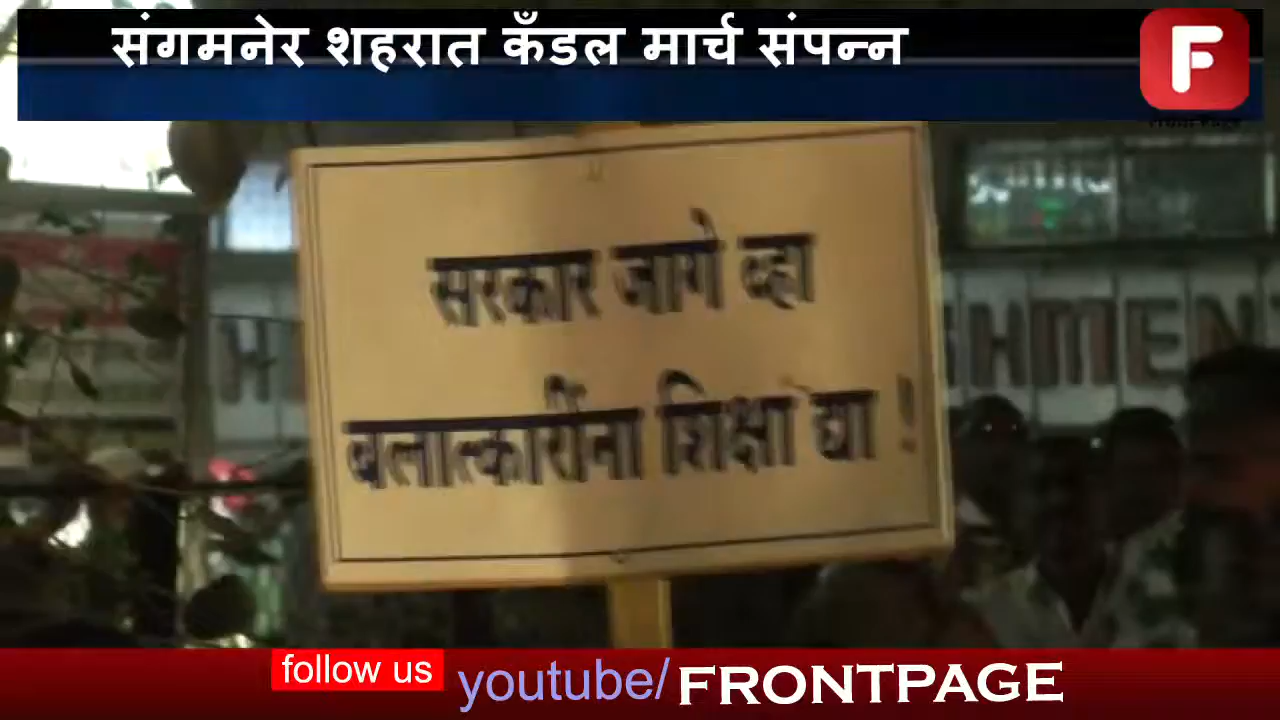 संगमनेर शहरात कँडल मार्च संपन्न
F
सरकार जागे व्हा
बलात्कारींना शिक्षा द्या !
follow us youtube/ FRONTPAGE